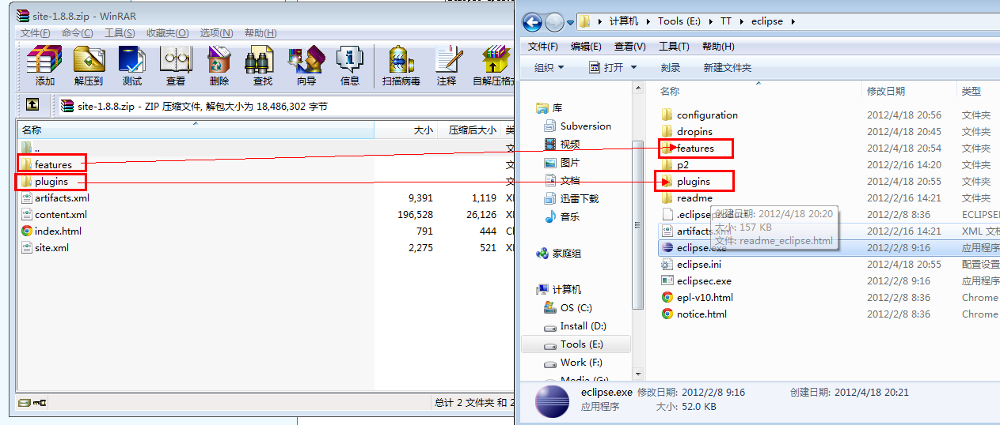 site-1.8.8.zip - WinRAR
文件(F) 命令(C) 工具(S) 收藏夹(O) 选项(N) 帮助(H)
添加 解压到 测试 查看 删除 查找 向导 信息 扫描病毒 注释 自解压格式
site-1.8.8.zip - ZIP 压缩文件, 解包大小为 18,486,302 字节
名称 大小 压缩后大小
..
features
plugins
artifacts.xml 9,391 1,119
content.xml 196,528 26,126
index.html 791 444
site.xml 2,275 521
总计 2 文件夹 和
计算机 Tools (E:) TT eclipse
文件(F) 编辑(E) 查看(V) 工具(T) 帮助(H)
组织 打开 刻录 新建文件夹
库
Subversion
视频
图片
文档
迅雷下载
音乐
家庭组
计算机
OS (C:)
Install (D:)
Tools (E:)
Work (F:)
Media (G:)
名称 修改日期 类型
configuration 2012/4/18 20:56 文件夹
dropins 2012/4/18 20:45 文件夹
features 2012/4/18 20:54 文件夹
p2 2012/2/16 14:20 文件夹
plugins 2012/4/18 20:55 文件夹
readme 2012/2/16 14:21 文件夹
.eclipse 2012/2/8 8:36 ECLIPSE
artifacts.xml 2012/2/16 14:21 XML 文档
eclipse.exe 2012/2/8 9:16 应用程序
eclipse.ini 2012/4/18 20:55 配置设置
eclipsec.exe 2012/2/8 9:16 应用程序
epl-v10.html 2012/2/8 8:36 Chrome
notice.html 2012/2/8 8:36 Chrome
创建日期: 2012/4/18 20:20
大小: 157 KB
文件: readme_eclipse.html
eclipse.exe 修改日期: 2012/2/8 9:16 创建日期: 2012/4/18 20:21
应用程序 大小: 52.0 KB